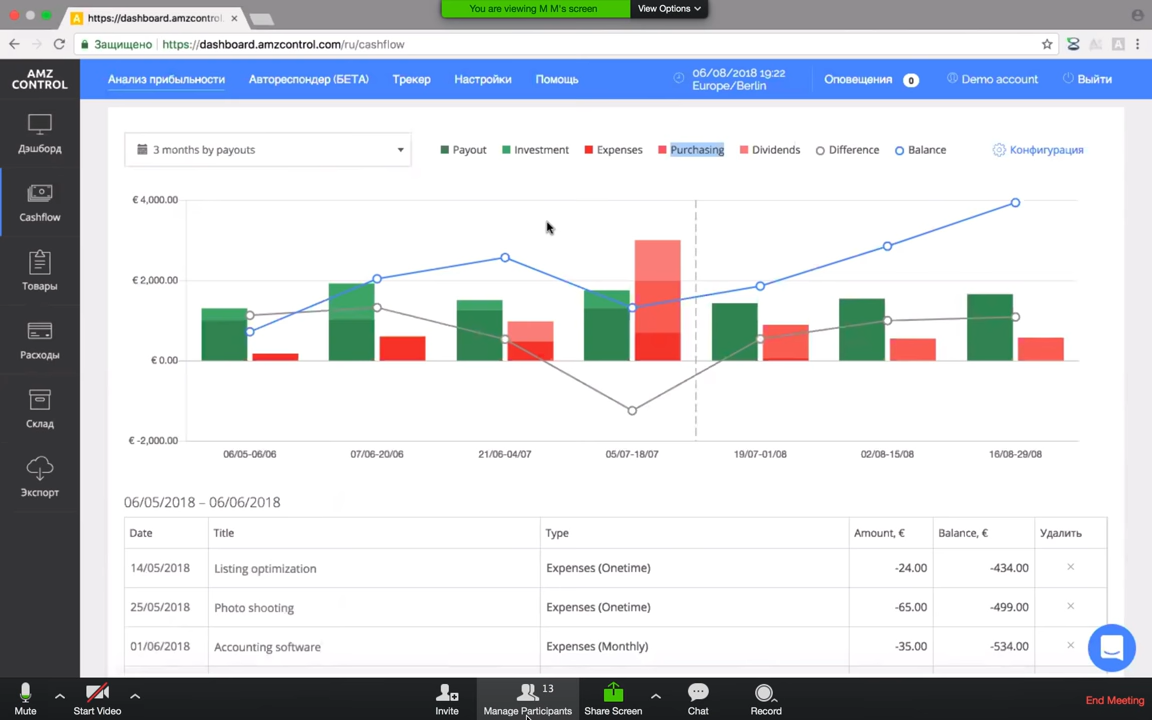 You are viewing M M's screen
View Options
https://dashboard.amzcontrol.
Защищено
https://dashboard.amzcontrol.com/ru/cashflow
AMZ CONTROL
Анализ прибыльности
Автореспондер (БЕТА)
Трекер
Настройки
Помощь
06/08/2018 19:22
Europe/Berlin
Оповещения
0
Demo account
Выйти
Дэшборд
Cashflow
Товары
Расходы
Склад
Экспорт
3 months by payouts
Payout
Investment
Expenses
Purchasing
Dividends
Difference
Balance
Конфигурация
€ 4,000.00
€ 2,000.00
€ 0.00
€ -2,000.00
06/05-06/06
07/06-20/06
21/06-04/07
05/07-18/07
19/07-01/08
02/08-15/08
16/08-29/08
06/05/2018 – 06/06/2018
Date Title Type Amount, € Balance, € Удалить
14/05/2018 Listing optimization Expenses (Onetime) -24.00 -434.00 ×
25/05/2018 Photo shooting Expenses (Onetime) -65.00 -499.00 ×
01/06/2018 Accounting software Expenses (Monthly) -35.00 -534.00 ×
Mute
Start Video
Invite
13
Manage Participants
Share Screen
Chat
Record
End Meeting